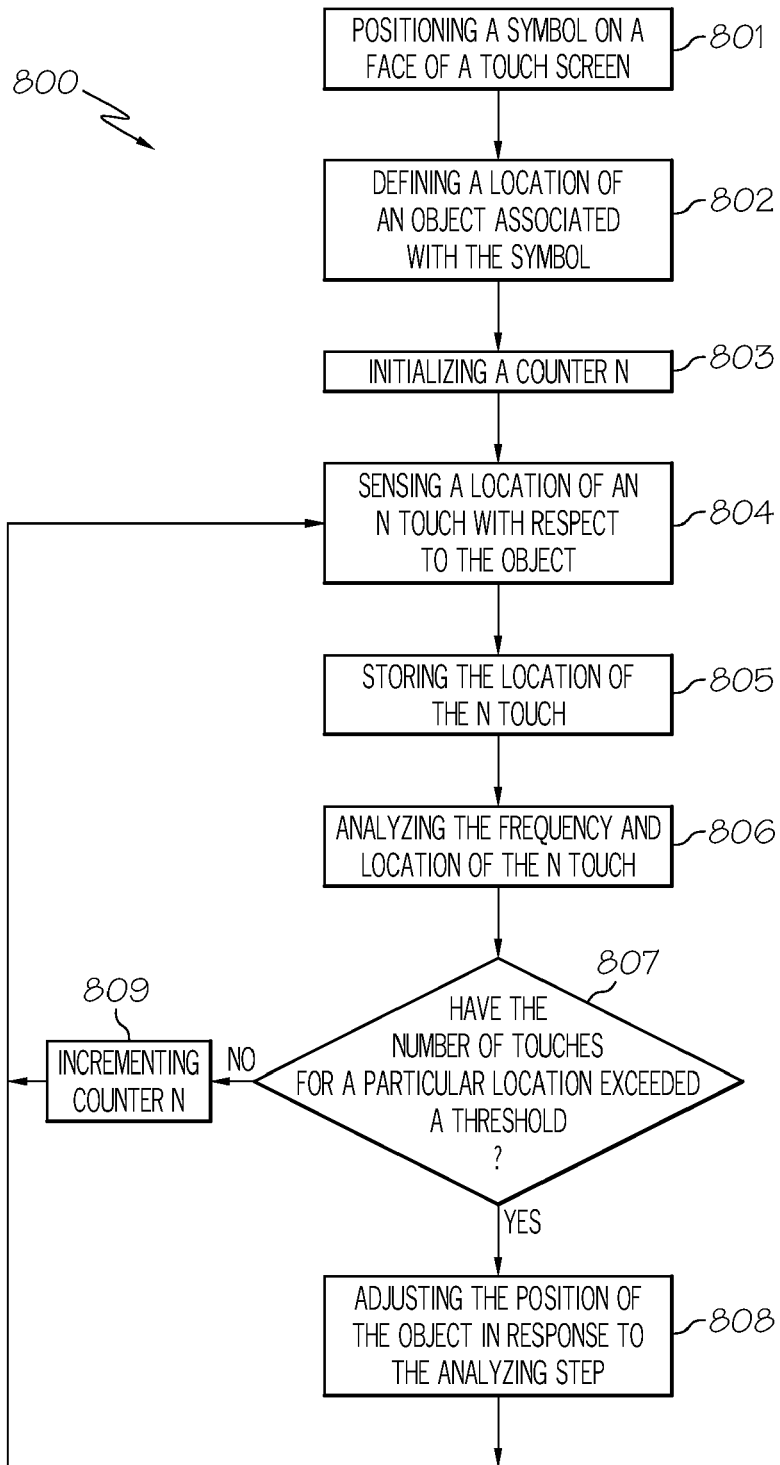 800
POSITIONING A SYMBOL ON A
FACE OF A TOUCH SCREEN
801
DEFINING A LOCATION OF
AN OBJECT ASSOCIATED
WITH THE SYMBOL
802
INITIALIZING A COUNTER N
803
SENSING A LOCATION OF AN
N TOUCH WITH RESPECT
TO THE OBJECT
804
STORING THE LOCATION OF
THE N TOUCH
805
ANALYZING THE FREQUENCY AND
LOCATION OF THE N TOUCH
806
807
HAVE THE
NUMBER OF TOUCHES
FOR A PARTICULAR LOCATION EXCEEDED
A THRESHOLD
?
NO
809
INCREMENTING
COUNTER N
YES
ADJUSTING THE POSITION OF
THE OBJECT IN RESPONSE TO
THE ANALYZING STEP
808